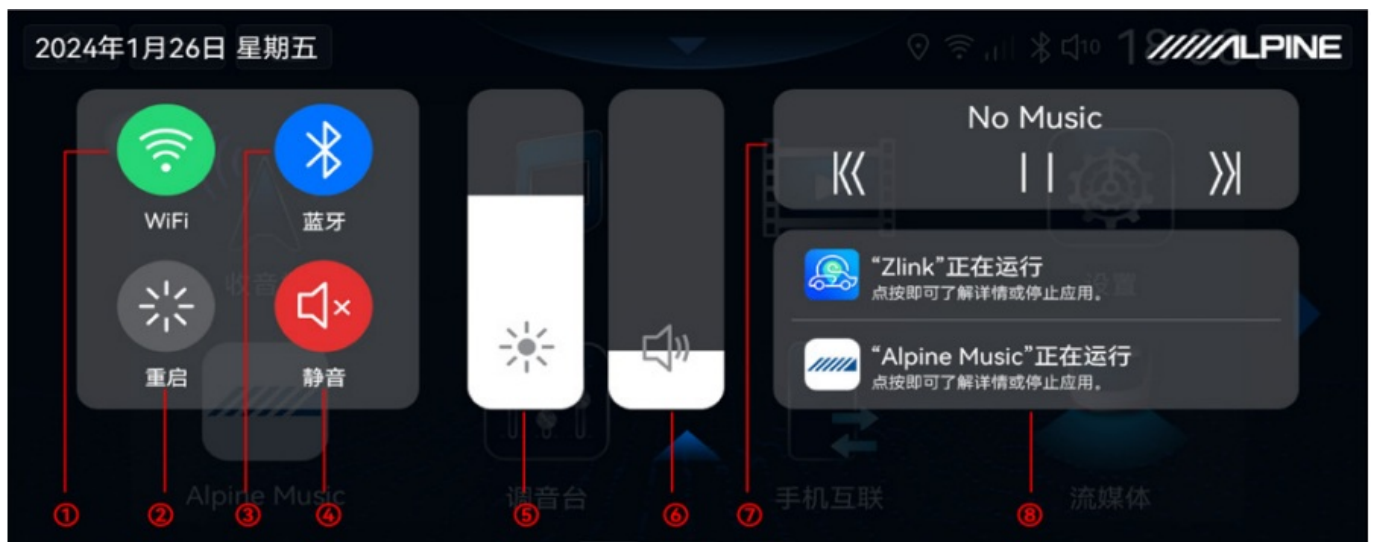 2024年1月26日 星期五
10
ALPINE
WiFi
蓝牙
重启
静音
No Music
“Zlink”正在运行
点按即可了解详情或停止应用。
“Alpine Music”正在运行
点按即可了解详情或停止应用。
设置
Alpine Music
调音台
手机互联
流媒体
① ② ③ ④ ⑤ ⑥ ⑦ ⑧